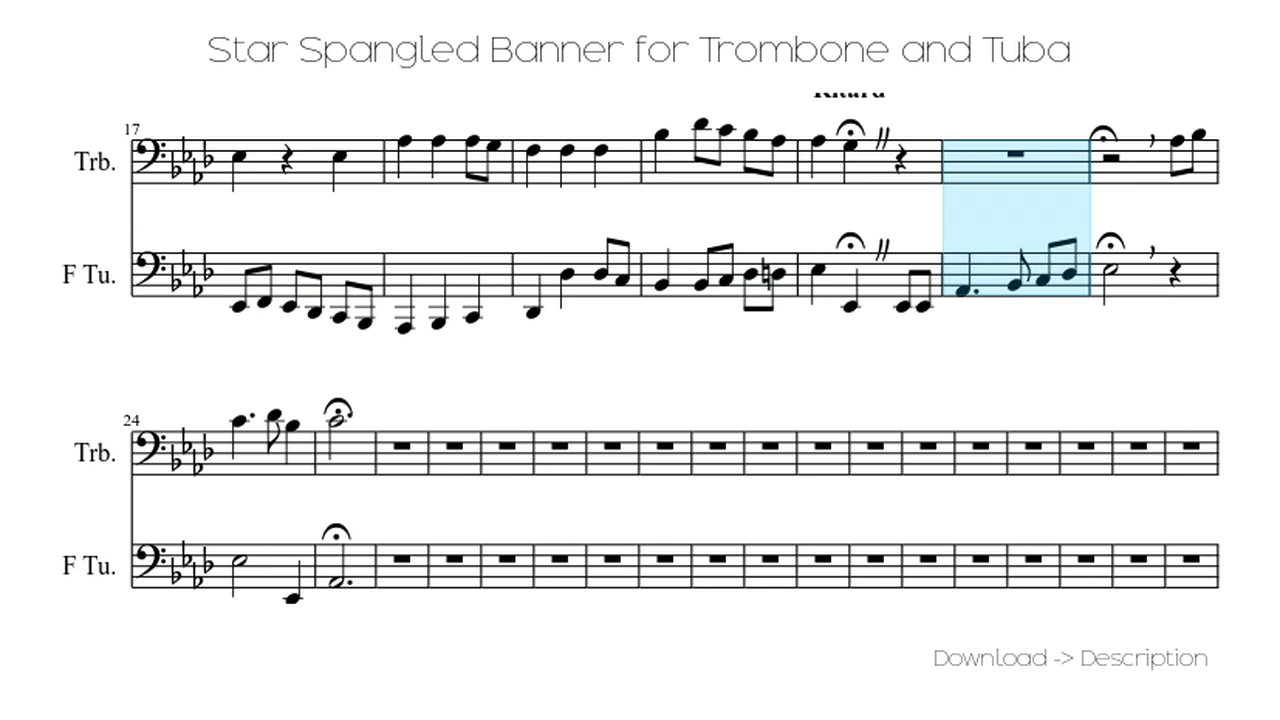 Star Spangled Banner for Trombone and Tuba
17
Trb.
F Tu.
24
Trb.
F Tu.
Download -> Description